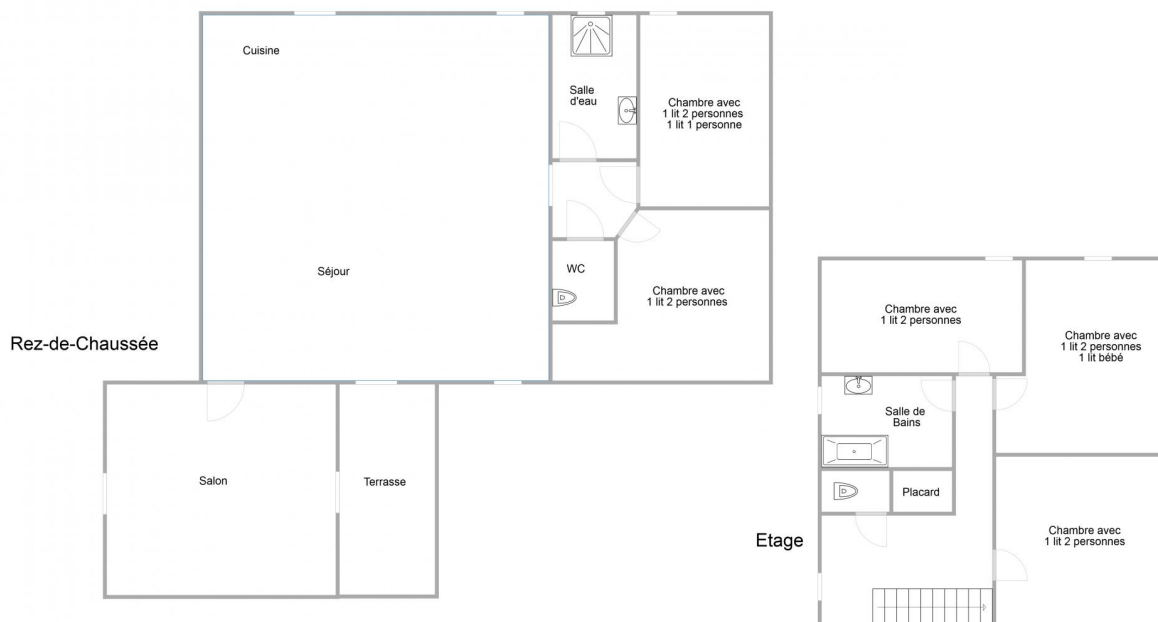 Cuisine
Salle
d'eau
Chambre avec
1 lit 2 personnes
1 lit 1 personne
Séjour
WC
Chambre avec
1 lit 2 personnes
Rez-de-Chaussée
Salon
Terrasse
Chambre avec
1 lit 2 personnes
Chambre avec
1 lit 2 personnes
1 lit bébé
Salle de
Bains
Placard
Etage
Chambre avec
1 lit 2 personnes